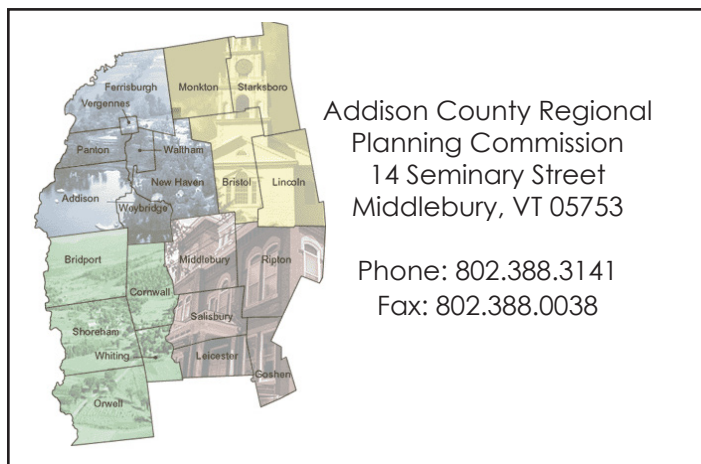 Ferrisburgh
Monkton
Starksboro
Vergennes
Panton
Waltham
New Haven
Bristol
Lincoln
Addison
Weybridge
Bridport
Middlebury
Ripton
Cornwall
Salisbury
Shoreham
Whiting
Leicester
Goshen
Orwell
Addison County Regional
Planning Commission
14 Seminary Street
Middlebury, VT 05753
Phone: 802.388.3141
Fax: 802.388.0038